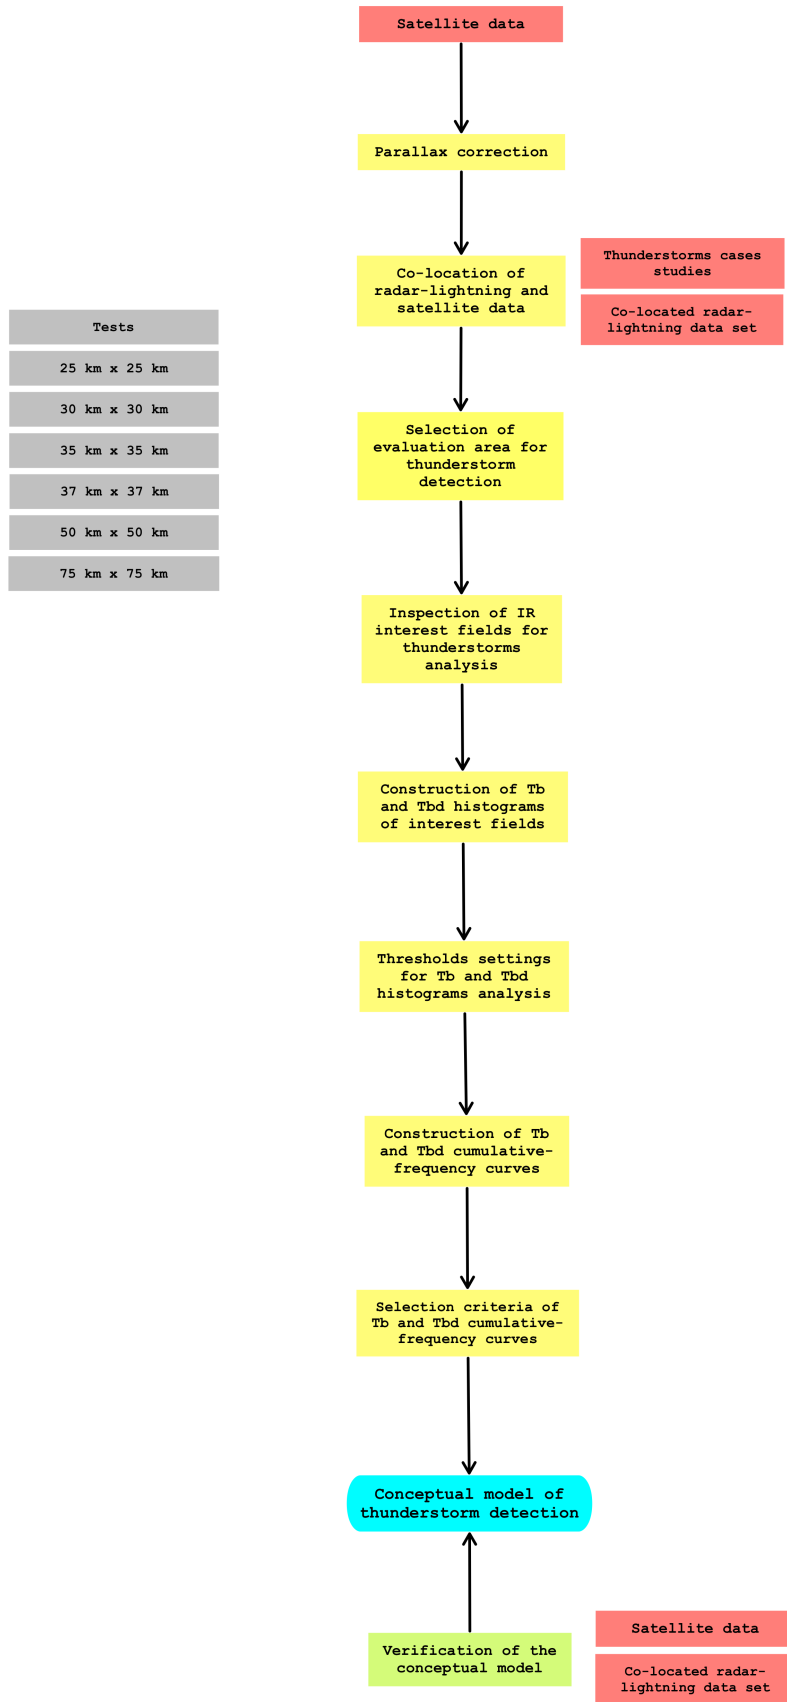 Satellite data
Parallax correction
Co-location of
radar-lightning and
satellite data
Thunderstorms cases
studies
Co-located radar-
lightning data set
Tests
25 km x 25 km
30 km x 30 km
35 km x 35 km
37 km x 37 km
50 km x 50 km
75 km x 75 km
Selection of
evaluation area for
thunderstorm
detection
Inspection of IR
interest fields for
thunderstorms
analysis
Construction of Tb
and Tbd histograms
of interest fields
Thresholds settings
for Tb and Tbd
histograms analysis
Construction of Tb
and Tbd cumulative-
frequency curves
Selection criteria of
Tb and Tbd cumulative-
frequency curves
Conceptual model of
thunderstorm detection
Verification of the
conceptual model
Satellite data
Co-located radar-
lightning data set